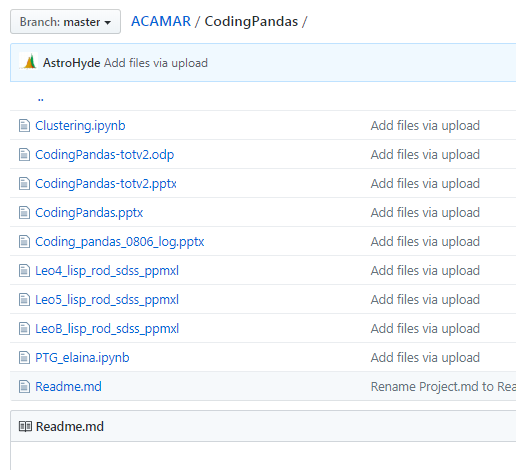 Branch: master ACAMAR / CodingPandas /
AstroHyde Add files via upload
..
Clustering.ipynb Add files via upload
CodingPandas-totv2.odp Add files via upload
CodingPandas-totv2.pptx Add files via upload
CodingPandas.pptx Add files via upload
Coding_pandas_0806_log.pptx Add files via upload
Leo4_lisp_rod_sdss_ppmxl Add files via upload
Leo5_lisp_rod_sdss_ppmxl Add files via upload
LeoB_lisp_rod_sdss_ppmxl Add files via upload
PTG_elaina.ipynb Add files via upload
Readme.md Rename Project.md to Rea
Readme.md